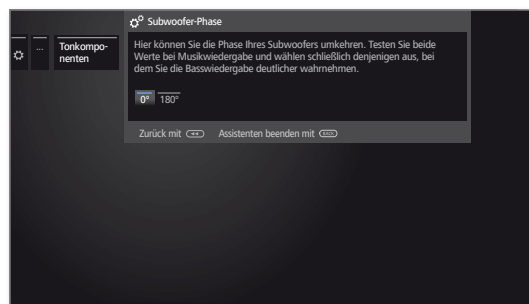 Subwoofer-Phase
...
Tonkompo-
nenten
Hier können Sie die Phase Ihres Subwoofers umkehren. Testen Sie beide
Werte bei Musikwiedergabe und wählen schließlich denjenigen aus, bei
dem Sie die Basswiedergabe deutlicher wahrnehmen.
0° 180°
Zurück mit Assistenten beenden mit BACK